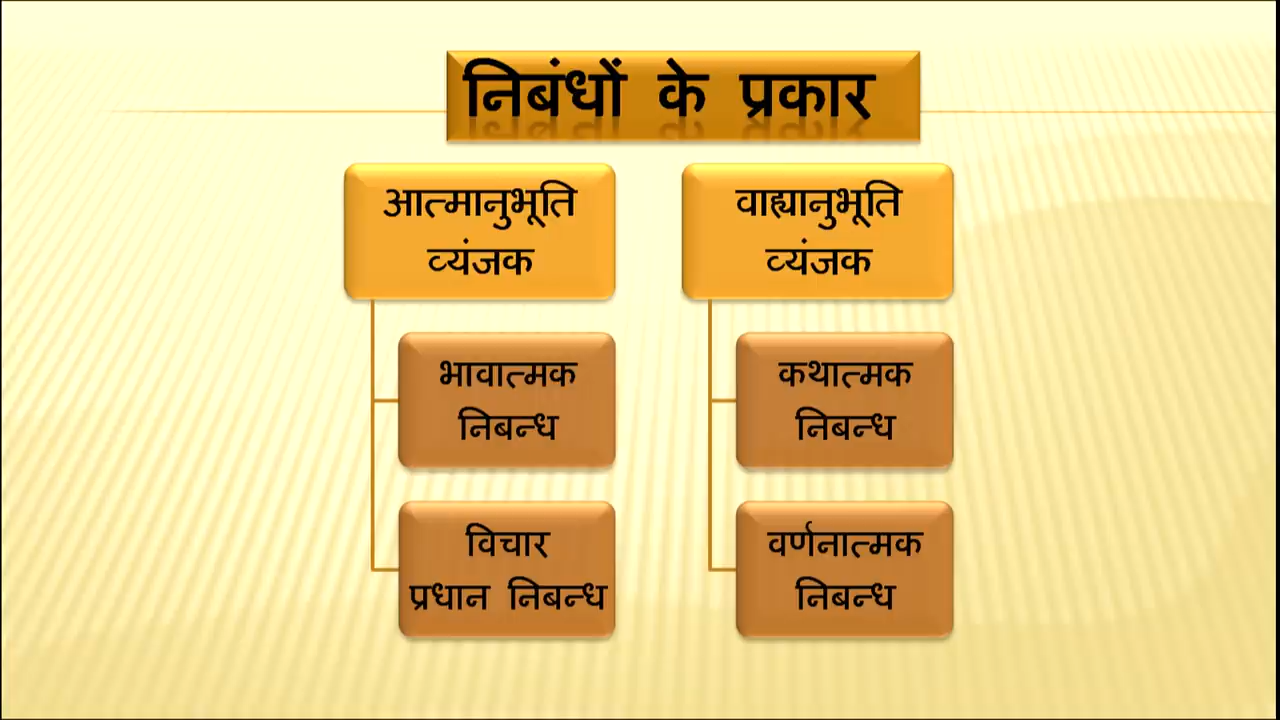 निबंधों के प्रकार
आत्मानुभूति
व्यंजक
भावात्मक
निबन्ध
विचार
प्रधान निबन्ध
वाह्यानुभूति
व्यंजक
कथात्मक
निबन्ध
वर्णनात्मक
निबन्ध